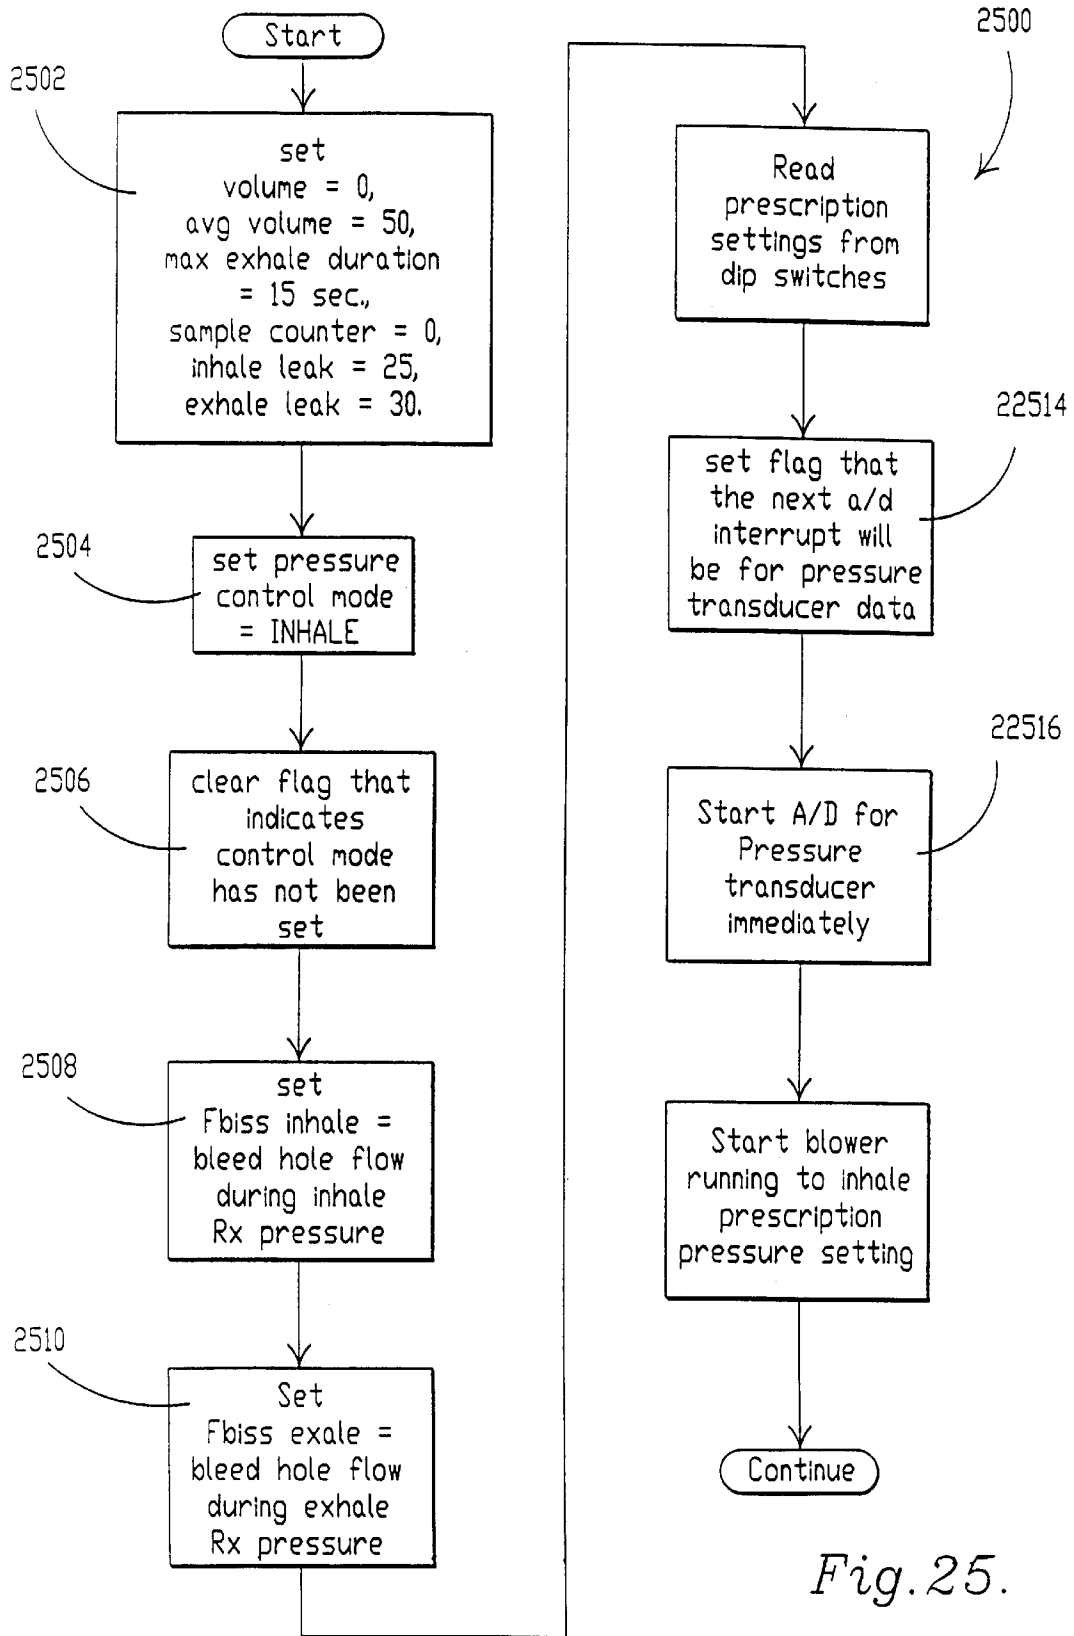 Start
2502
set
volume = 0,
avg volume = 50,
max exhale duration
= 15 sec.,
sample counter = 0,
inhale leak = 25,
exhale leak = 30.
2504
set pressure
control mode
= INHALE
2506
clear flag that
indicates
control mode
has not been
set
2508
set
Fbiss inhale =
bleed hole flow
during inhale
Rx pressure
2510
Set
Fbiss exale =
bleed hole flow
during exhale
Rx pressure
2500
Read
prescription
settings from
dip switches
22514
set flag that
the next a/d
interrupt will
be for pressure
transducer data
22516
Start A/D for
Pressure
transducer
immediately
Start blower
running to inhale
prescription
pressure setting
Continue
Fig.25.